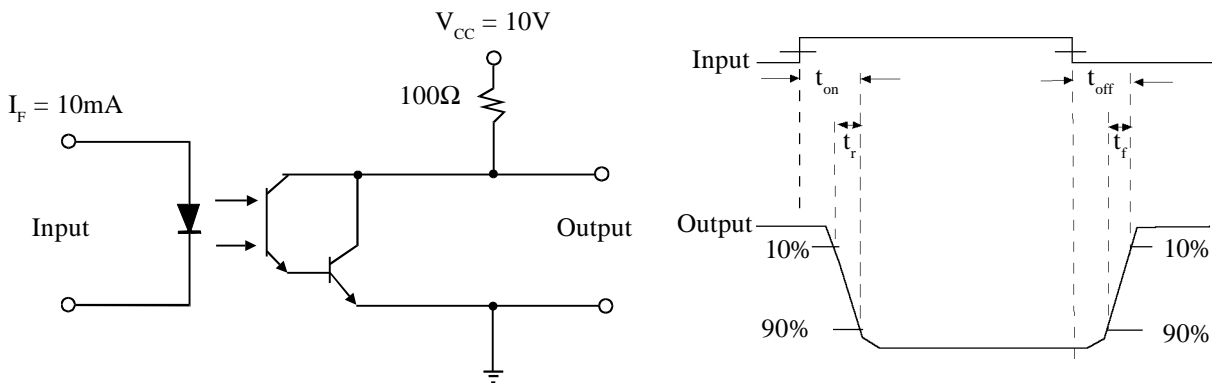 V_CC = 10V
100Ω
I_F = 10mA
Input
Output
Input
t_on
t_off
t_r
t_f
Output
10%
10%
90%
90%